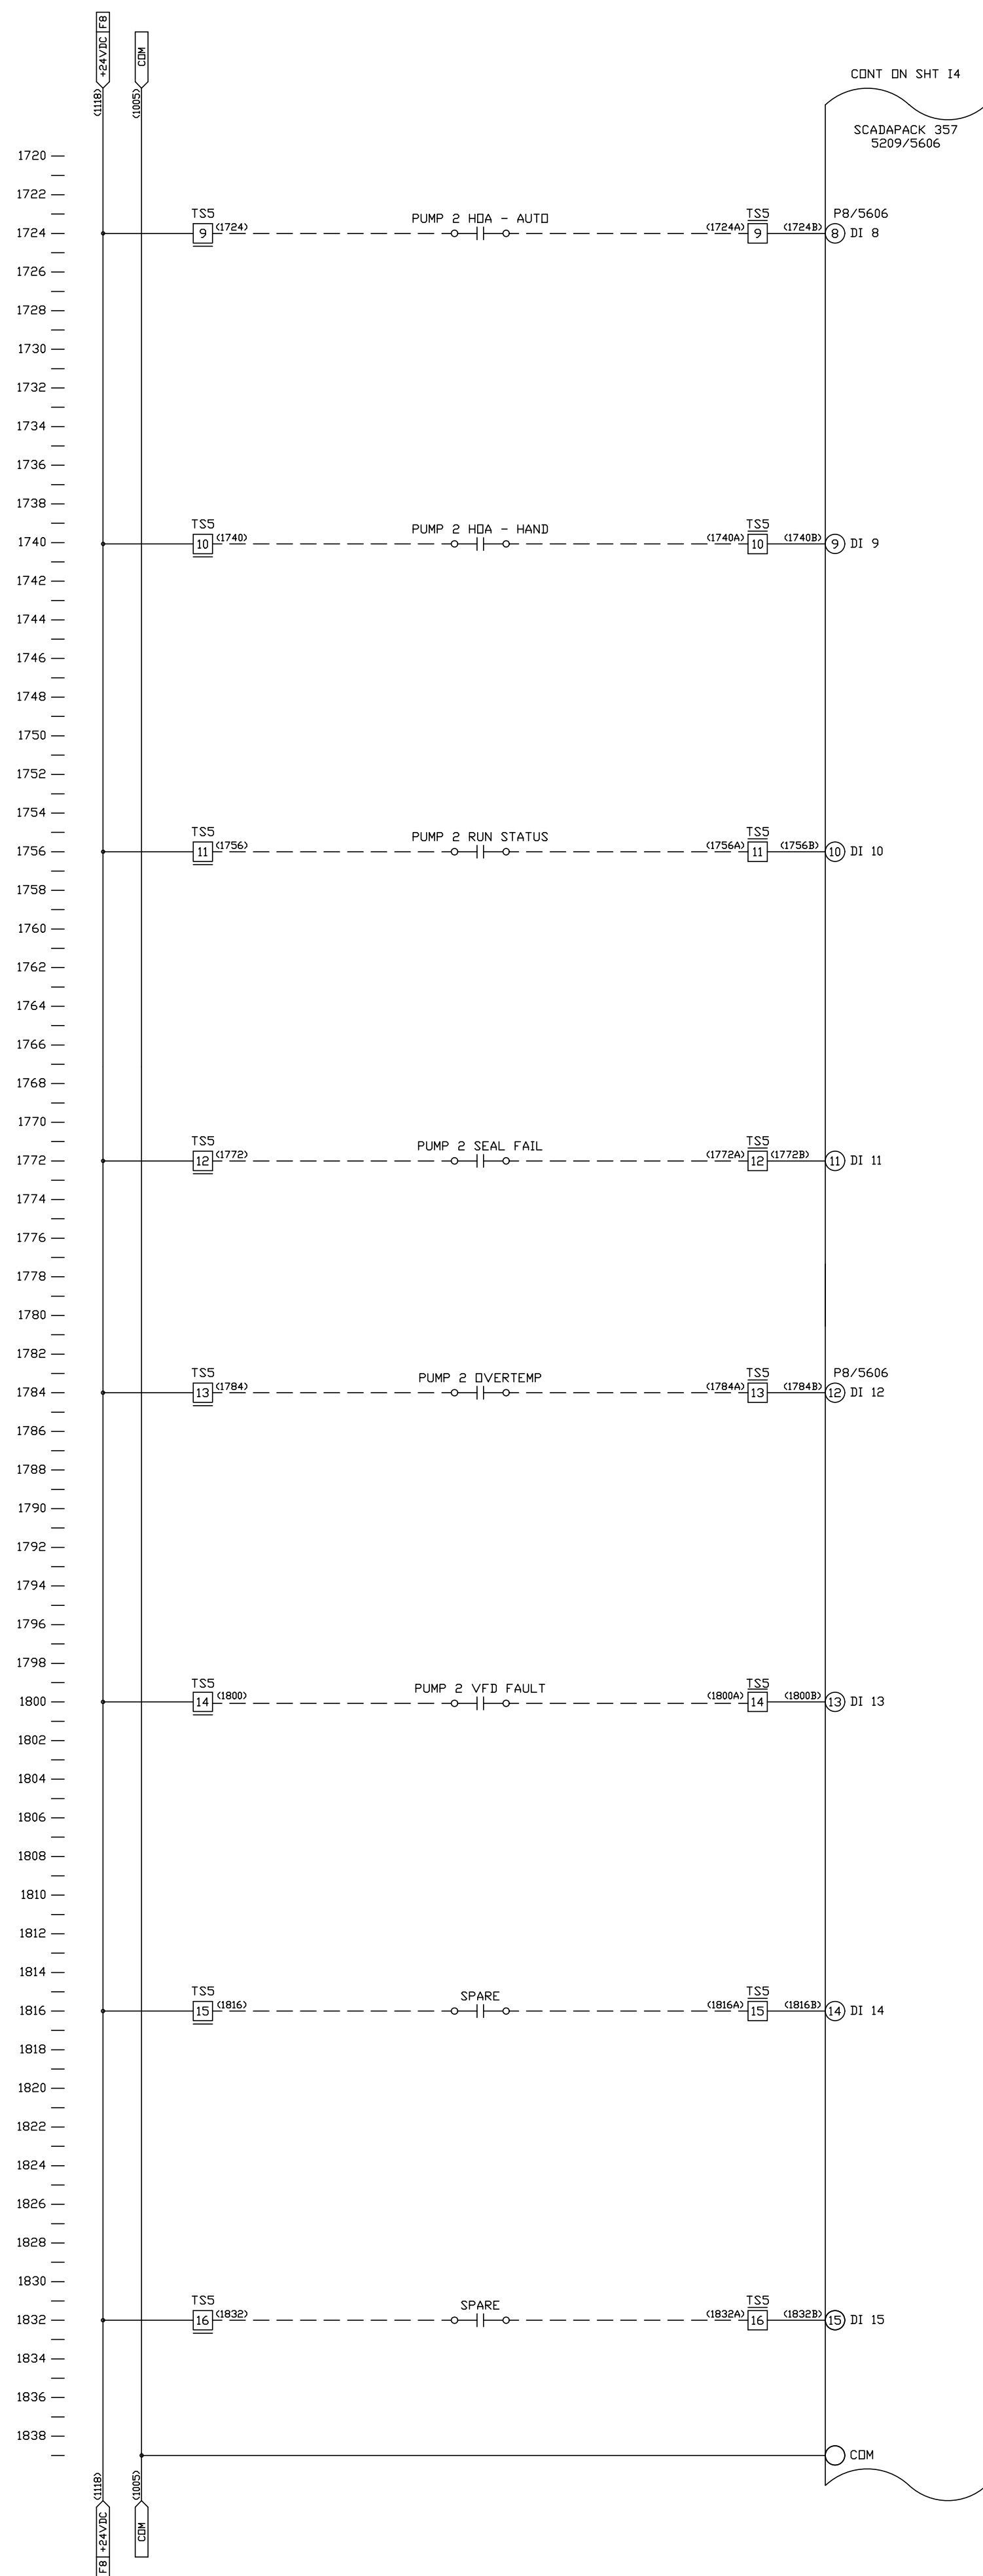 F8
+24VDC
COM
(1118)
(1005)
CONT ON SHT I4
SCADAPACK 357
5209/5606
1720
1722
TS5
PUMP 2 HOA - AUTO
TS5
P8/5606
1724
9
(1724)
(1724A)
9
(1724B)
8
DI 8
1726
1728
1730
1732
1734
1736
1738
TS5
PUMP 2 HOA - HAND
TS5
1740
10
(1740)
(1740A)
10
(1740B)
9
DI 9
1742
1744
1746
1748
1750
1752
1754
TS5
PUMP 2 RUN STATUS
TS5
1756
11
(1756)
(1756A)
11
(1756B)
10
DI 10
1758
1760
1762
1764
1766
1768
1770
TS5
PUMP 2 SEAL FAIL
TS5
1772
12
(1772)
(1772A)
12
(1772B)
11
DI 11
1774
1776
1778
1780
1782
TS5
PUMP 2 OVERTEMP
TS5
P8/5606
1784
13
(1784)
(1784A)
13
(1784B)
12
DI 12
1786
1788
1790
1792
1794
1796
1798
TS5
PUMP 2 VFD FAULT
TS5
1800
14
(1800)
(1800A)
14
(1800B)
13
DI 13
1802
1804
1806
1808
1810
1812
1814
TS5
SPARE
TS5
1816
15
(1816)
(1816A)
15
(1816B)
14
DI 14
1818
1820
1822
1824
1826
1828
1830
TS5
SPARE
TS5
1832
16
(1832)
(1832A)
16
(1832B)
15
DI 15
1834
1836
1838
COM
(1118)
(1005)
+24VDC
F8
COM